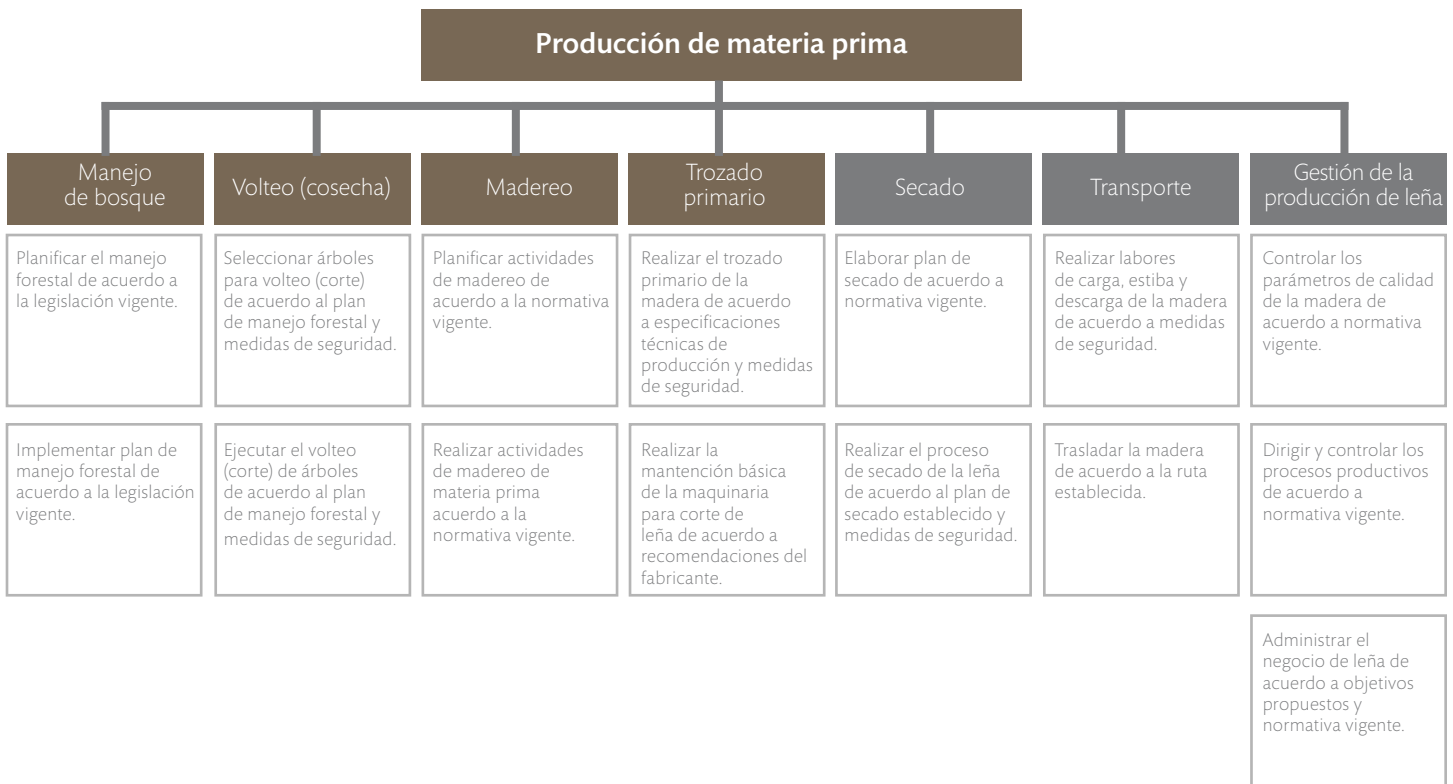 Producción de materia prima
Manejo
de bosque
Volteo (cosecha)
Madereo
Trozado
primario
Secado
Transporte
Gestión de la
producción de leña
Planificar el manejo
forestal de acuerdo a
la legislación vigente.
Seleccionar árboles
para volteo (corte)
de acuerdo al plan
de manejo forestal y
medidas de seguridad.
Planificar actividades
de madereo de
acuerdo a la normativa
vigente.
Realizar el trozado
primario de la
madera de acuerdo
a especificaciones
técnicas de
producción y medidas
de seguridad.
Elaborar plan de
secado de acuerdo a
normativa vigente.
Realizar labores
de carga, estiba y
descarga de la madera
de acuerdo a medidas
de seguridad.
Controlar los
parámetros de calidad
de la madera de
acuerdo a normativa
vigente.
Implementar plan de
manejo forestal de
acuerdo a la legislación
vigente.
Ejecutar el volteo
(corte) de árboles
de acuerdo al plan
de manejo forestal y
medidas de seguridad.
Realizar actividades
de madereo de
materia prima
acuerdo a la
normativa vigente.
Realizar la
mantención básica
de la maquinaria
para corte de
leña de acuerdo a
recomendaciones del
fabricante.
Realizar el proceso
de secado de la leña
de acuerdo al plan de
secado establecido y
medidas de seguridad.
Trasladar la madera
de acuerdo a la ruta
establecida.
Dirigir y controlar los
procesos productivos
de acuerdo a
normativa vigente.
Administrar el
negocio de leña de
acuerdo a objetivos
propuestos y
normativa vigente.